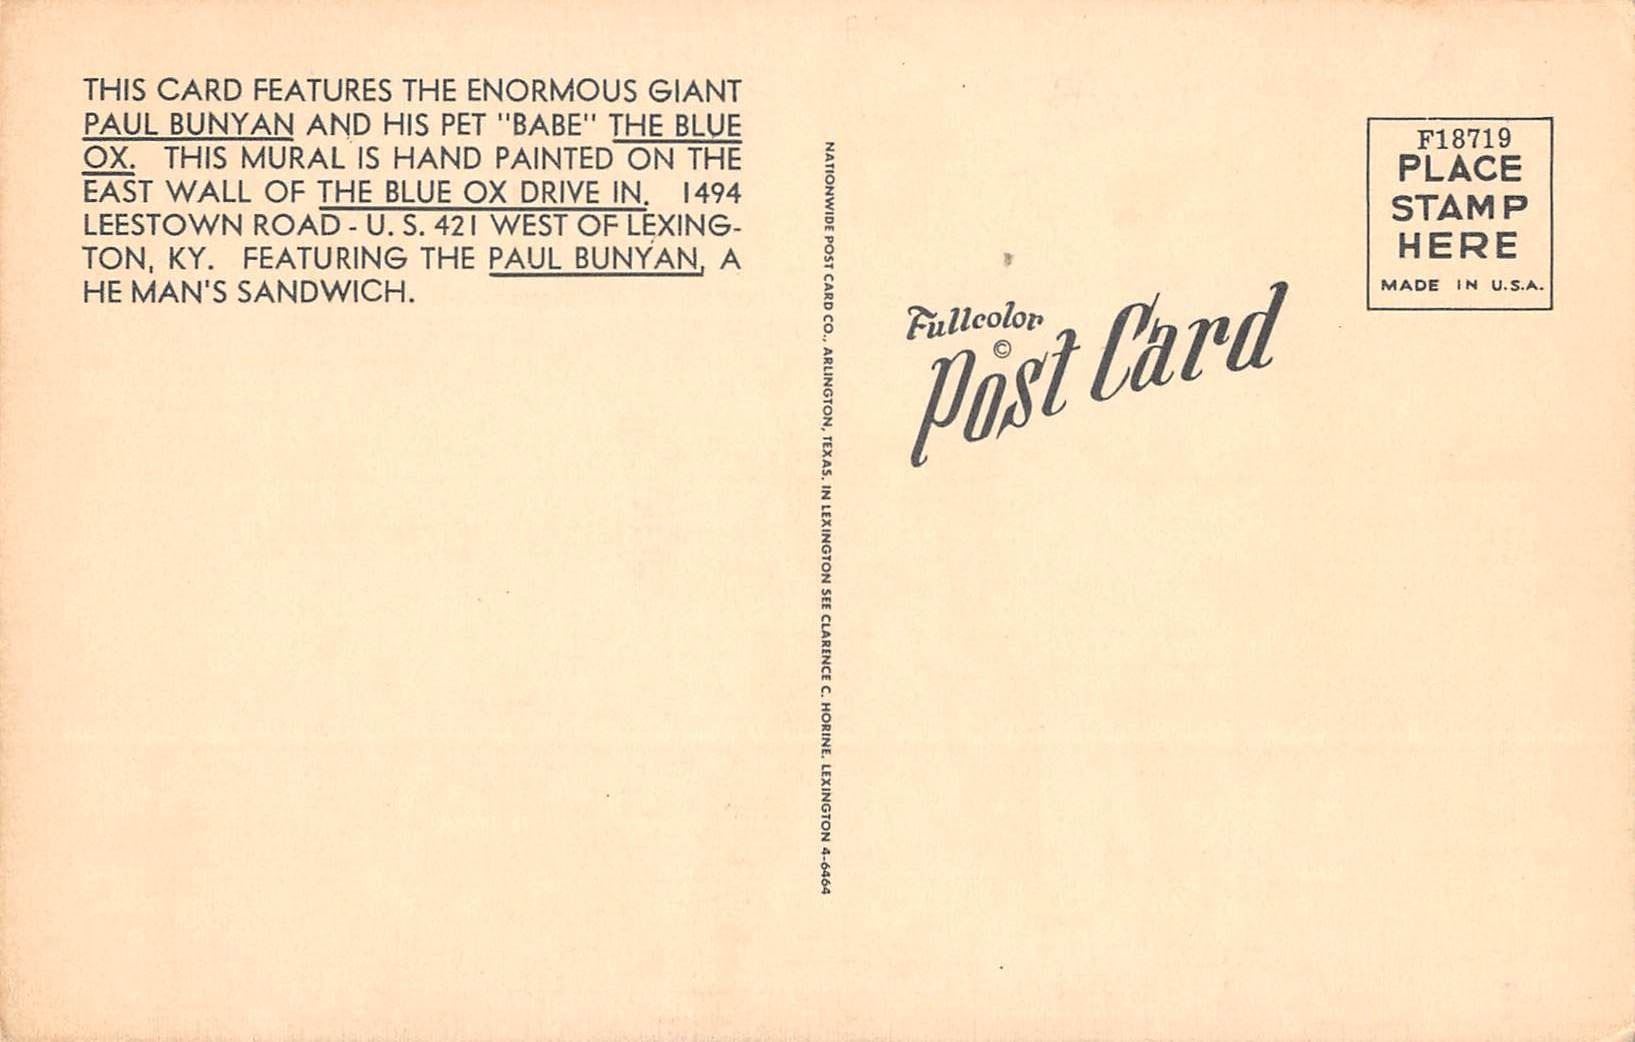 THIS CARD FEATURES THE ENORMOUS GIANT
PAUL BUNYAN AND HIS PET "BABE" THE BLUE
OX. THIS MURAL IS HAND PAINTED ON THE
EAST WALL OF THE BLUE OX DRIVE IN. 1494
LEESTOWN ROAD - U. S. 421 WEST OF LEXING-
TON, KY. FEATURING THE PAUL BUNYAN, A
HE MAN'S SANDWICH.
NATIONWIDE POST CARD CO., ARLINGTON, TEXAS. IN LEXINGTON SEE CLARENCE C. HORINE. LEXINGTON 4-6464
Fullcolor
©
Post Card
F18719
PLACE
STAMP
HERE
MADE IN U.S.A.